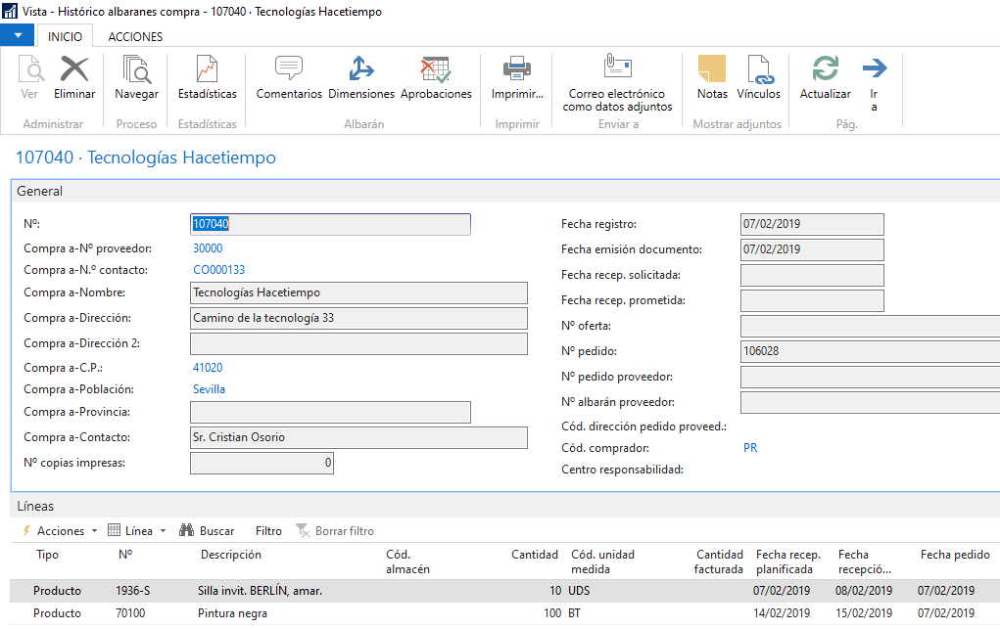 Vista - Histórico albaranes compra - 107040 · Tecnologías Hacetiempo
INICIO ACCIONES
Ver Eliminar Navegar Estadísticas Comentarios Dimensiones Aprobaciones Imprimir... Correo electrónico como datos adjuntos Notas Vínculos Actualizar Ir a
Administrar Proceso Estadísticas Albarán Imprimir Enviar a Mostrar adjuntos Pág.
107040 · Tecnologías Hacetiempo
General
Nº: 107040
Compra a-Nº proveedor: 30000
Compra a-N.º contacto: CO000133
Compra a-Nombre: Tecnologías Hacetiempo
Compra a-Dirección: Camino de la tecnología 33
Compra a-Dirección 2:
Compra a-C.P.: 41020
Compra a-Población: Sevilla
Compra a-Provincia:
Compra a-Contacto: Sr. Cristian Osorio
Nº copias impresas: 0
Fecha registro: 07/02/2019
Fecha emisión documento: 07/02/2019
Fecha recep. solicitada:
Fecha recep. prometida:
Nº oferta:
Nº pedido: 106028
Nº pedido proveedor:
Nº albarán proveedor:
Cód. dirección pedido proveed.:
Cód. comprador: PR
Centro responsabilidad:
Líneas
Acciones Línea Buscar Filtro Borrar filtro
Tipo Nº Descripción Cód. almacén Cantidad Cód. unidad medida Cantidad facturada Fecha recep. planificada Fecha recepció... Fecha pedido
Producto 1936-S Silla invit. BERLÍN, amar. 10 UDS 07/02/2019 08/02/2019 07/02/2019
Producto 70100 Pintura negra 100 BT 14/02/2019 15/02/2019 07/02/2019